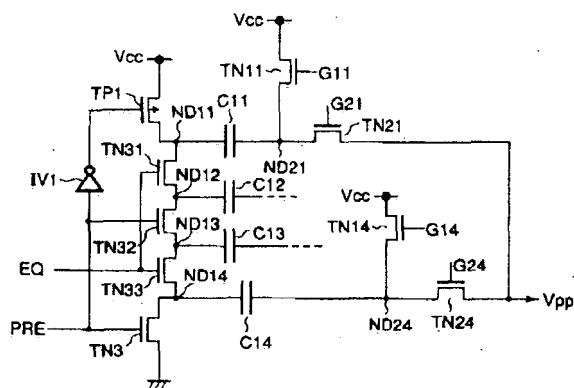 Vcc
Vcc
TN11
G11
TP1
ND11
C11
G21
TN21
TN31
ND21
IV1
ND12
C12
Vcc
TN32
ND13
C13
TN14
G14
EQ
TN33
ND14
G24
Vpp
PRE
TN3
C14
ND24
TN24